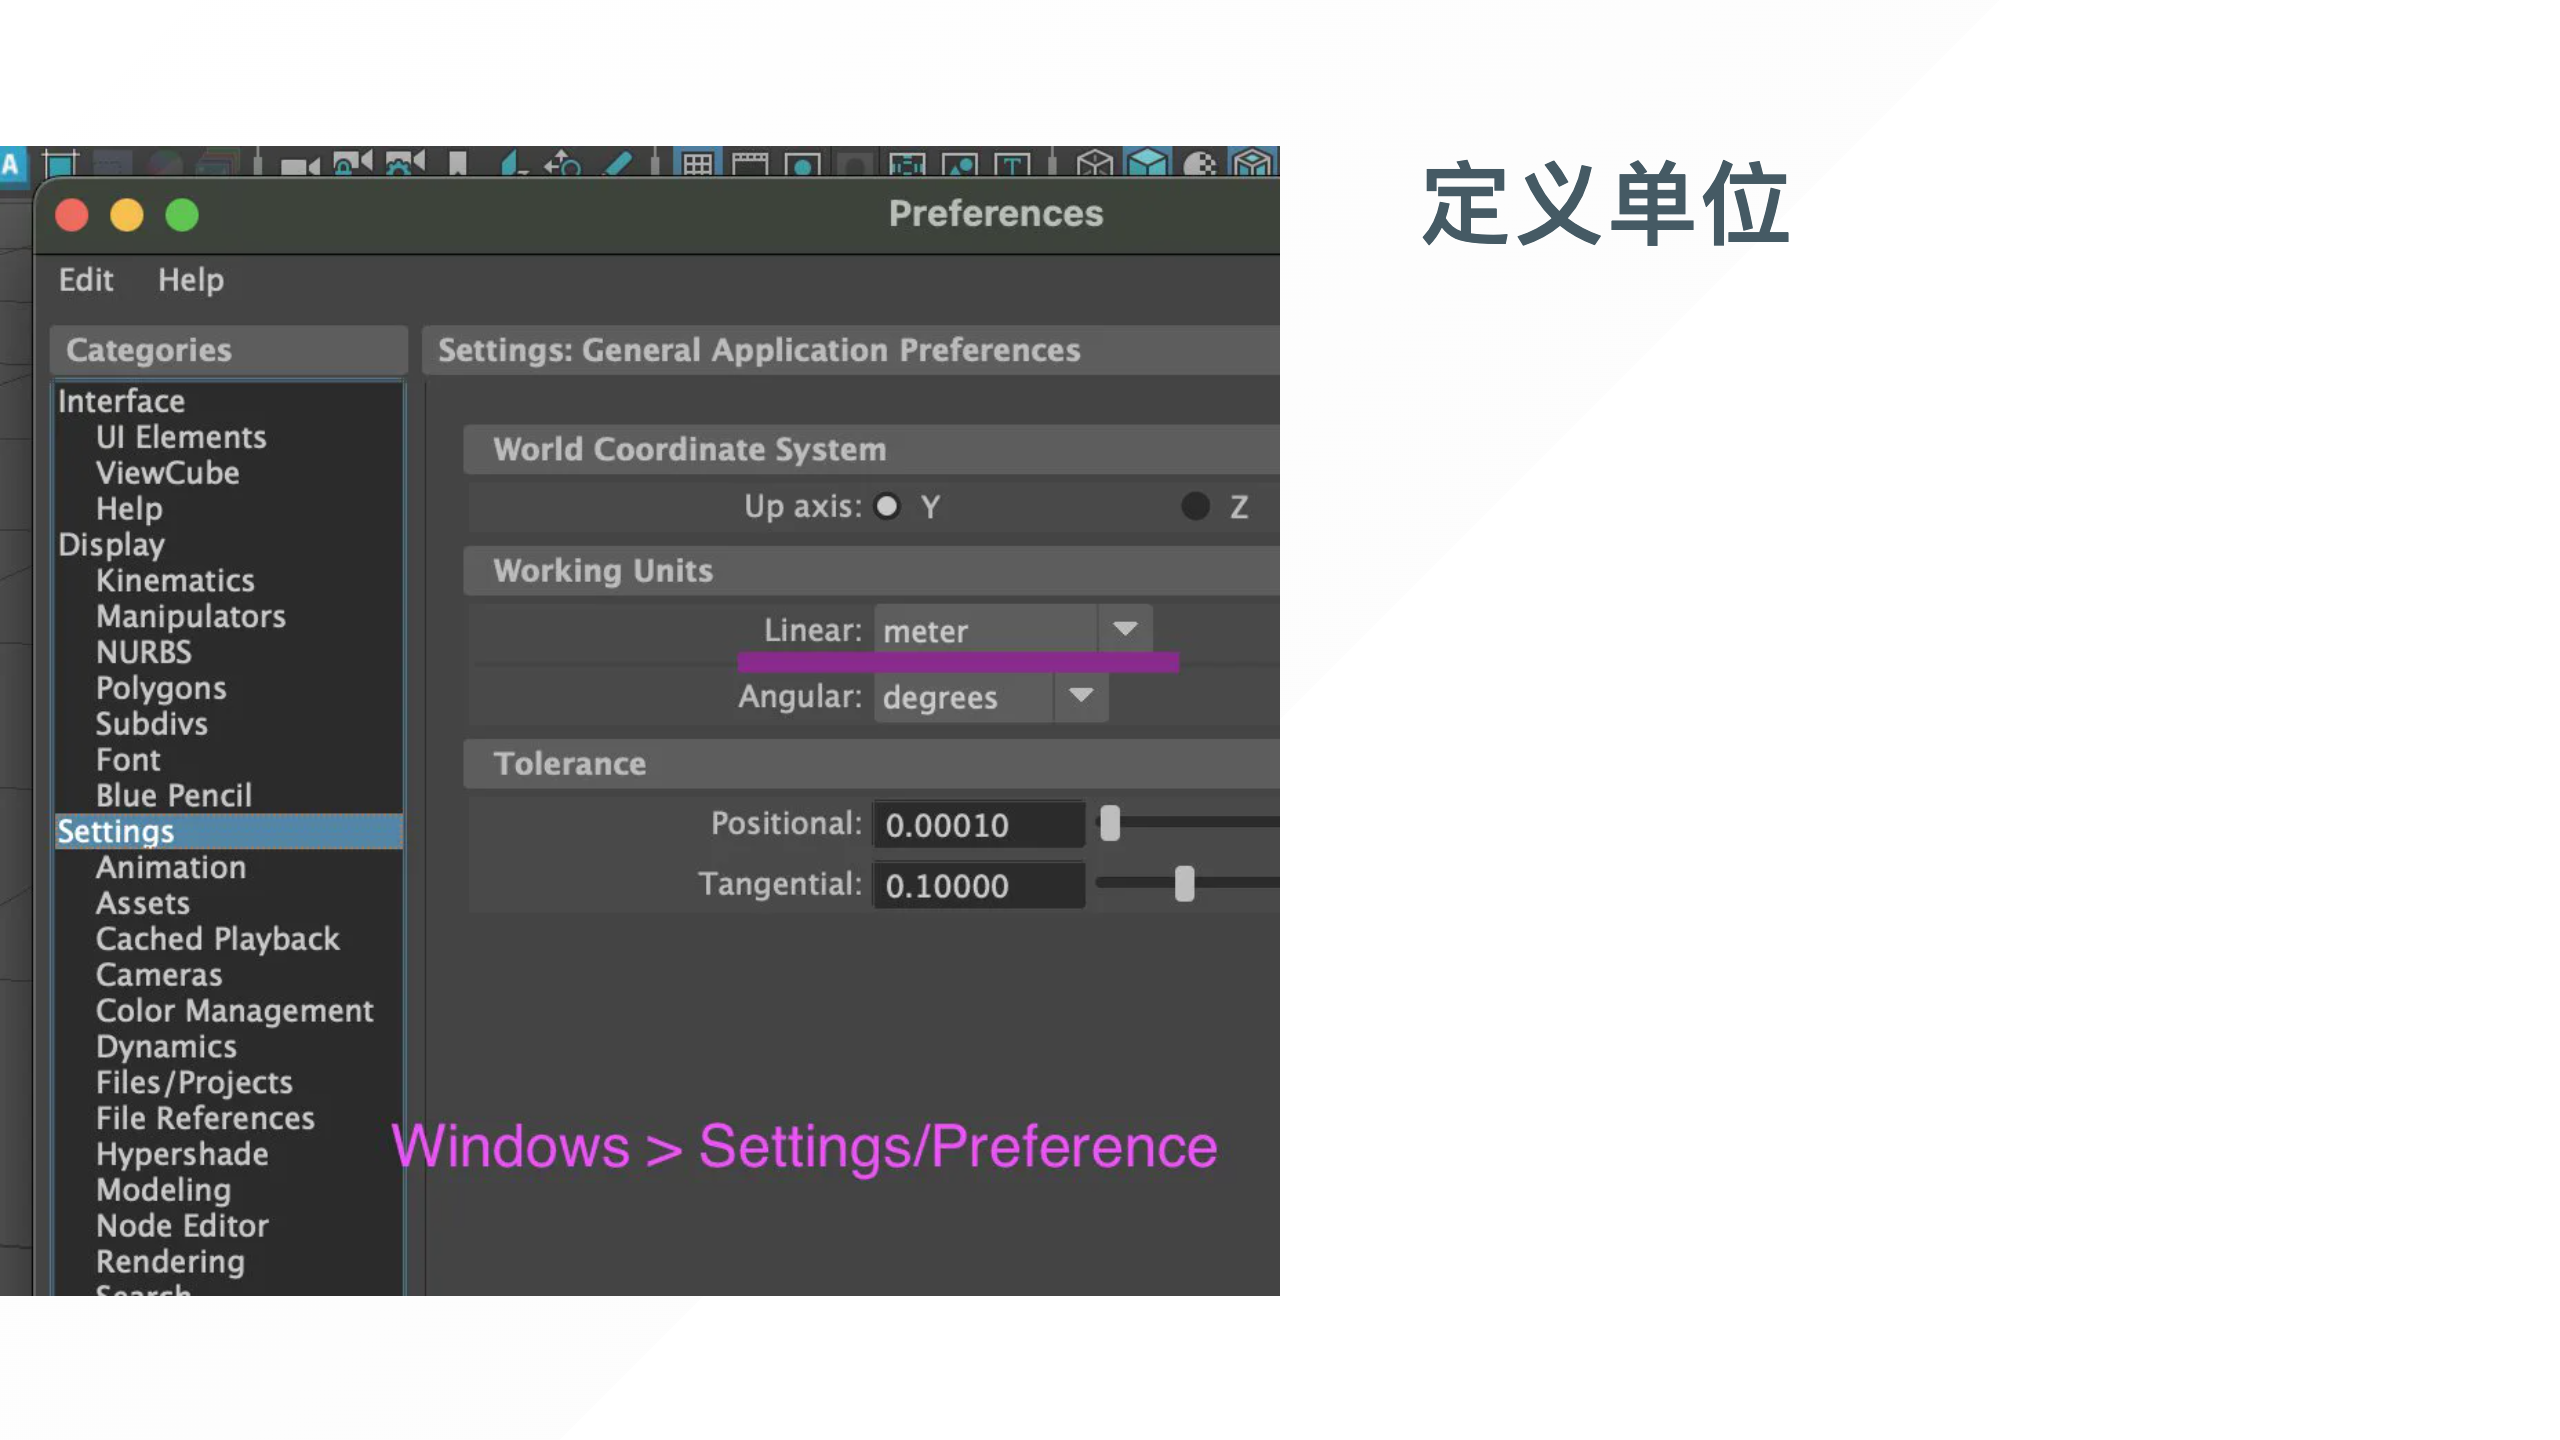 A
Preferences
Edit Help
Categories
Interface
UI Elements
ViewCube
Help
Display
Kinematics
Manipulators
NURBS
Polygons
Subdivs
Font
Blue Pencil
Settings
Animation
Assets
Cached Playback
Cameras
Color Management
Dynamics
Files/Projects
File References
Hypershade
Modeling
Node Editor
Rendering
Search
Settings: General Application Preferences
World Coordinate System
Up axis: Y Z
Working Units
Linear: meter
Angular: degrees
Tolerance
Positional: 0.00010
Tangential: 0.10000
Windows > Settings/Preference
定义单位